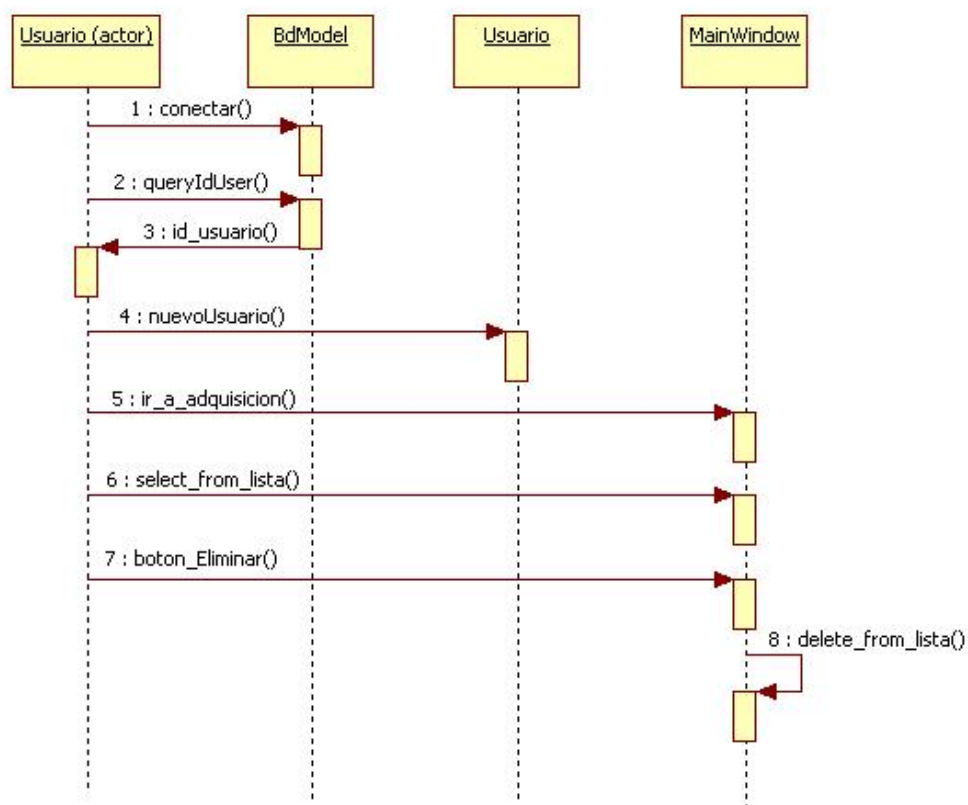 Usuario (actor)
BdModel
Usuario
MainWindow
1 : conectar()
2 : queryIdUser()
3 : id_usuario()
4 : nuevoUsuario()
5 : ir_a_adquisicion()
6 : select_from_lista()
7 : boton_Eliminar()
8 : delete_from_lista()